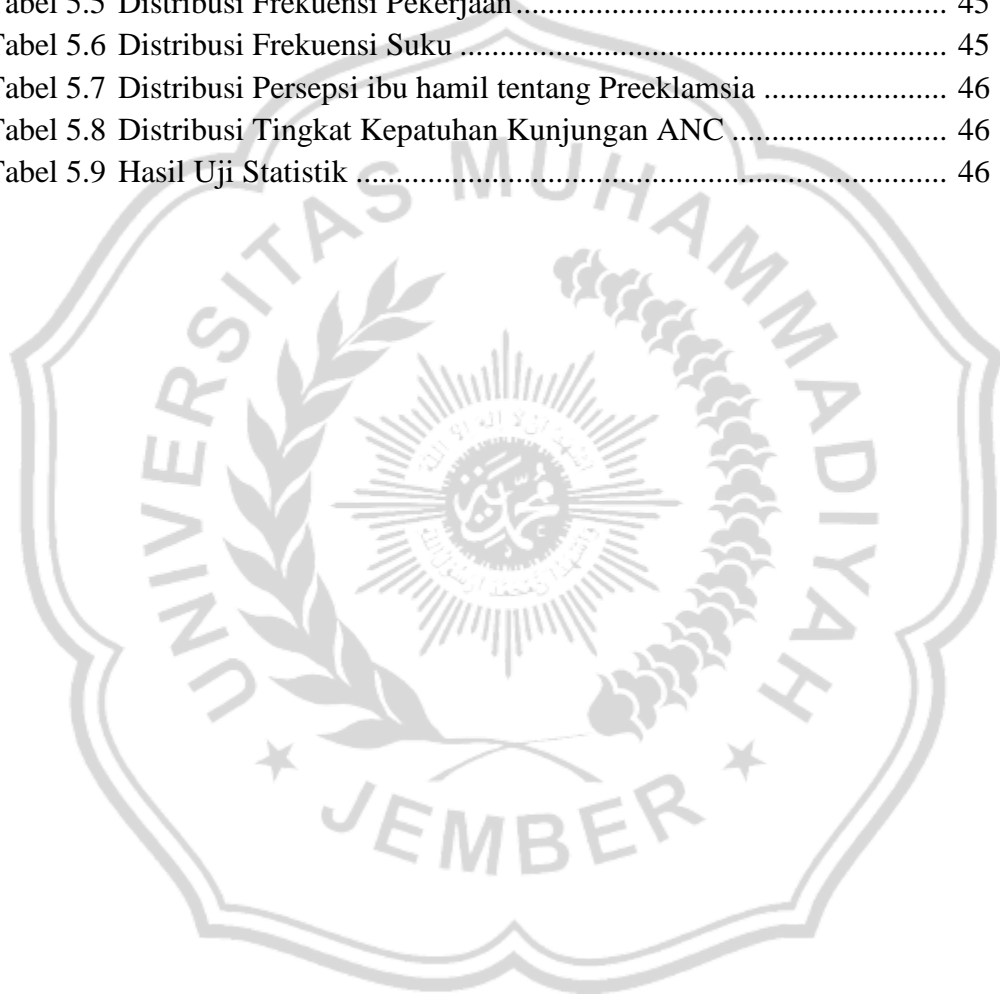 Tabel 5.5 Distribusi Frekuensi Pekerjaan ...................................................... 45
Tabel 5.6 Distribusi Frekuensi Suku ............................................................. 45
Tabel 5.7 Distribusi Persepsi ibu hamil tentang Preeklamsia ....................... 46
Tabel 5.8 Distribusi Tingkat Kepatuhan Kunjungan ANC ........................... 46
Tabel 5.9 Hasil Uji Statistik .......................................................................... 46
UNIVERSITAS MUHAMMADIYAH
JEMBER